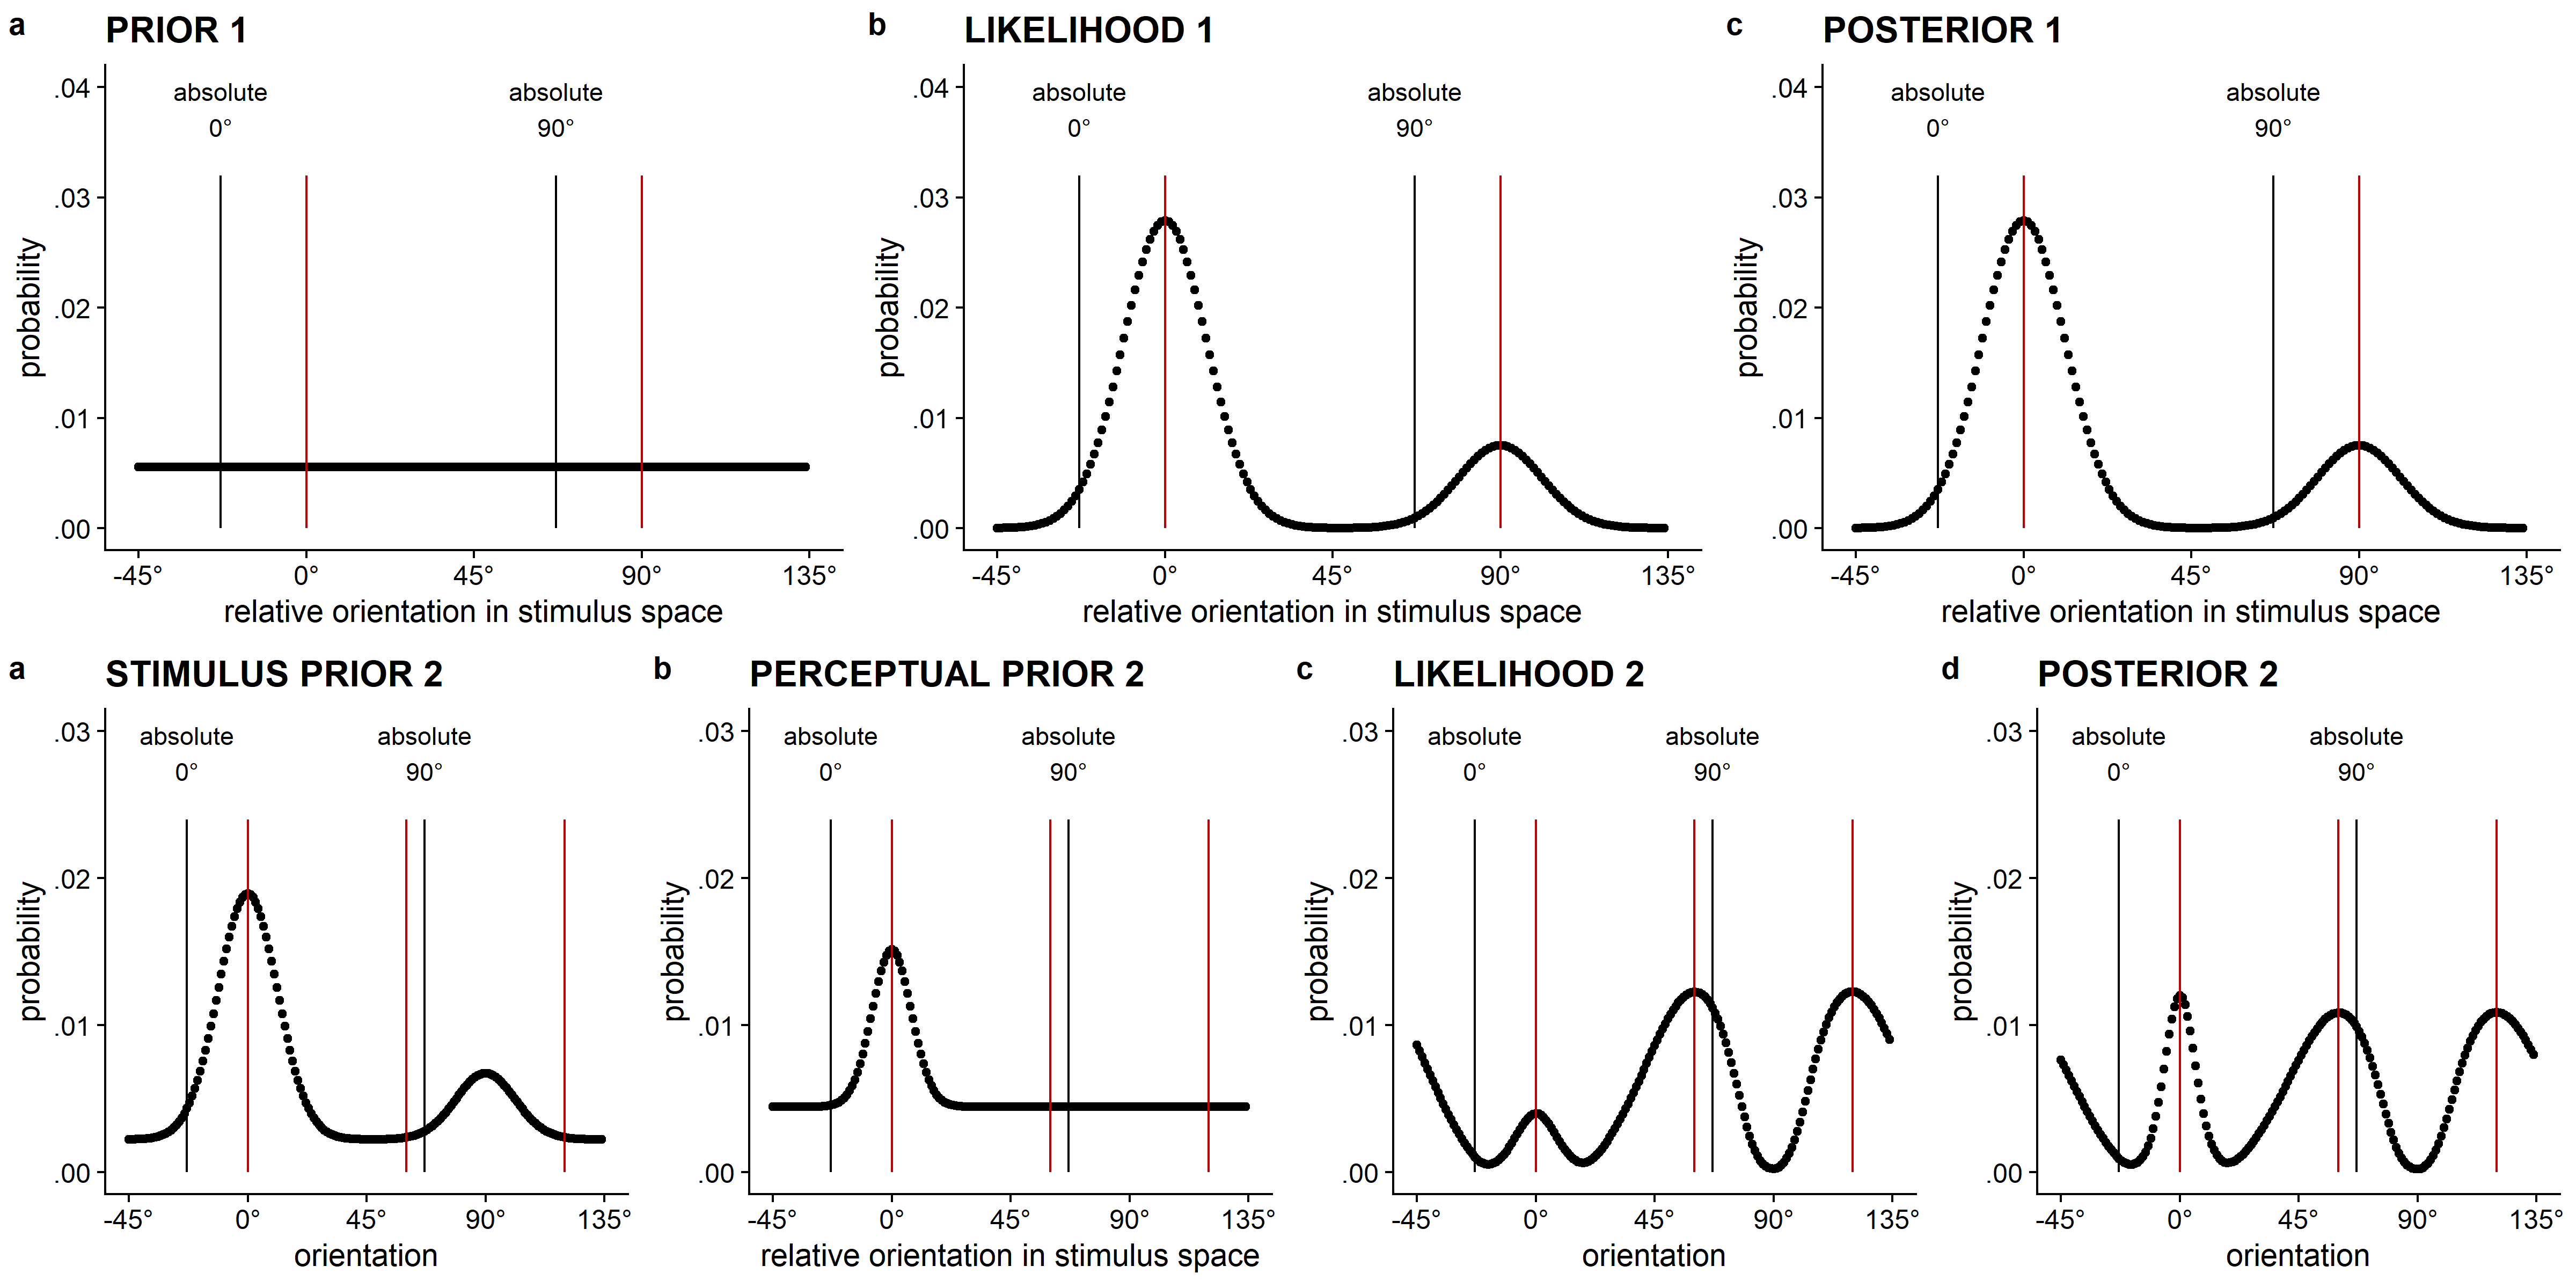 a PRIOR 1
.04
.03
.02
.01
.00
probability
absolute
0°
absolute
90°
-45° 0° 45° 90° 135°
relative orientation in stimulus space
b LIKELIHOOD 1
.04
.03
.02
.01
.00
probability
absolute
0°
absolute
90°
-45° 0° 45° 90° 135°
relative orientation in stimulus space
c POSTERIOR 1
.04
.03
.02
.01
.00
probability
absolute
0°
absolute
90°
-45° 0° 45° 90° 135°
relative orientation in stimulus space
a STIMULUS PRIOR 2
.03
.02
.01
.00
probability
absolute
0°
absolute
90°
-45° 0° 45° 90° 135°
orientation
b PERCEPTUAL PRIOR 2
.03
.02
.01
.00
probability
absolute
0°
absolute
90°
-45° 0° 45° 90° 135°
relative orientation in stimulus space
c LIKELIHOOD 2
.03
.02
.01
.00
probability
absolute
0°
absolute
90°
-45° 0° 45° 90° 135°
orientation
d POSTERIOR 2
.03
.02
.01
.00
probability
absolute
0°
absolute
90°
-45° 0° 45° 90° 135°
orientation